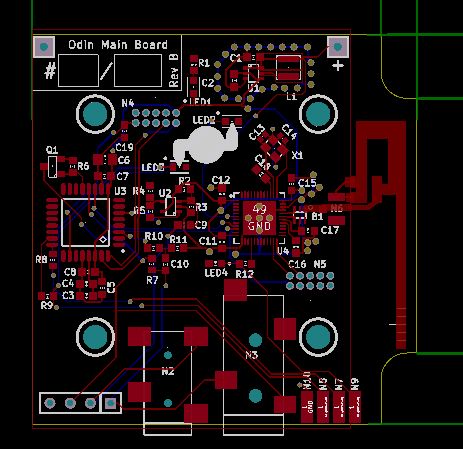 Odin Main Board
#
/
Rev B
+
C1
R1
C2
U1
L1
LED1
N4
LED2
C13
C14
X1
C19
Q1
R6
C6
C7
U3
R2
C12
C15
U2
R3
R4
R5
49
GND
B1
N6
C17
C9
C11
R10
R11
U4
R8
C8
C4
C3
C5
R9
R7
C10
LED4
R12
C16
N5
N2
N3
N10
N8
N7
N9
GND